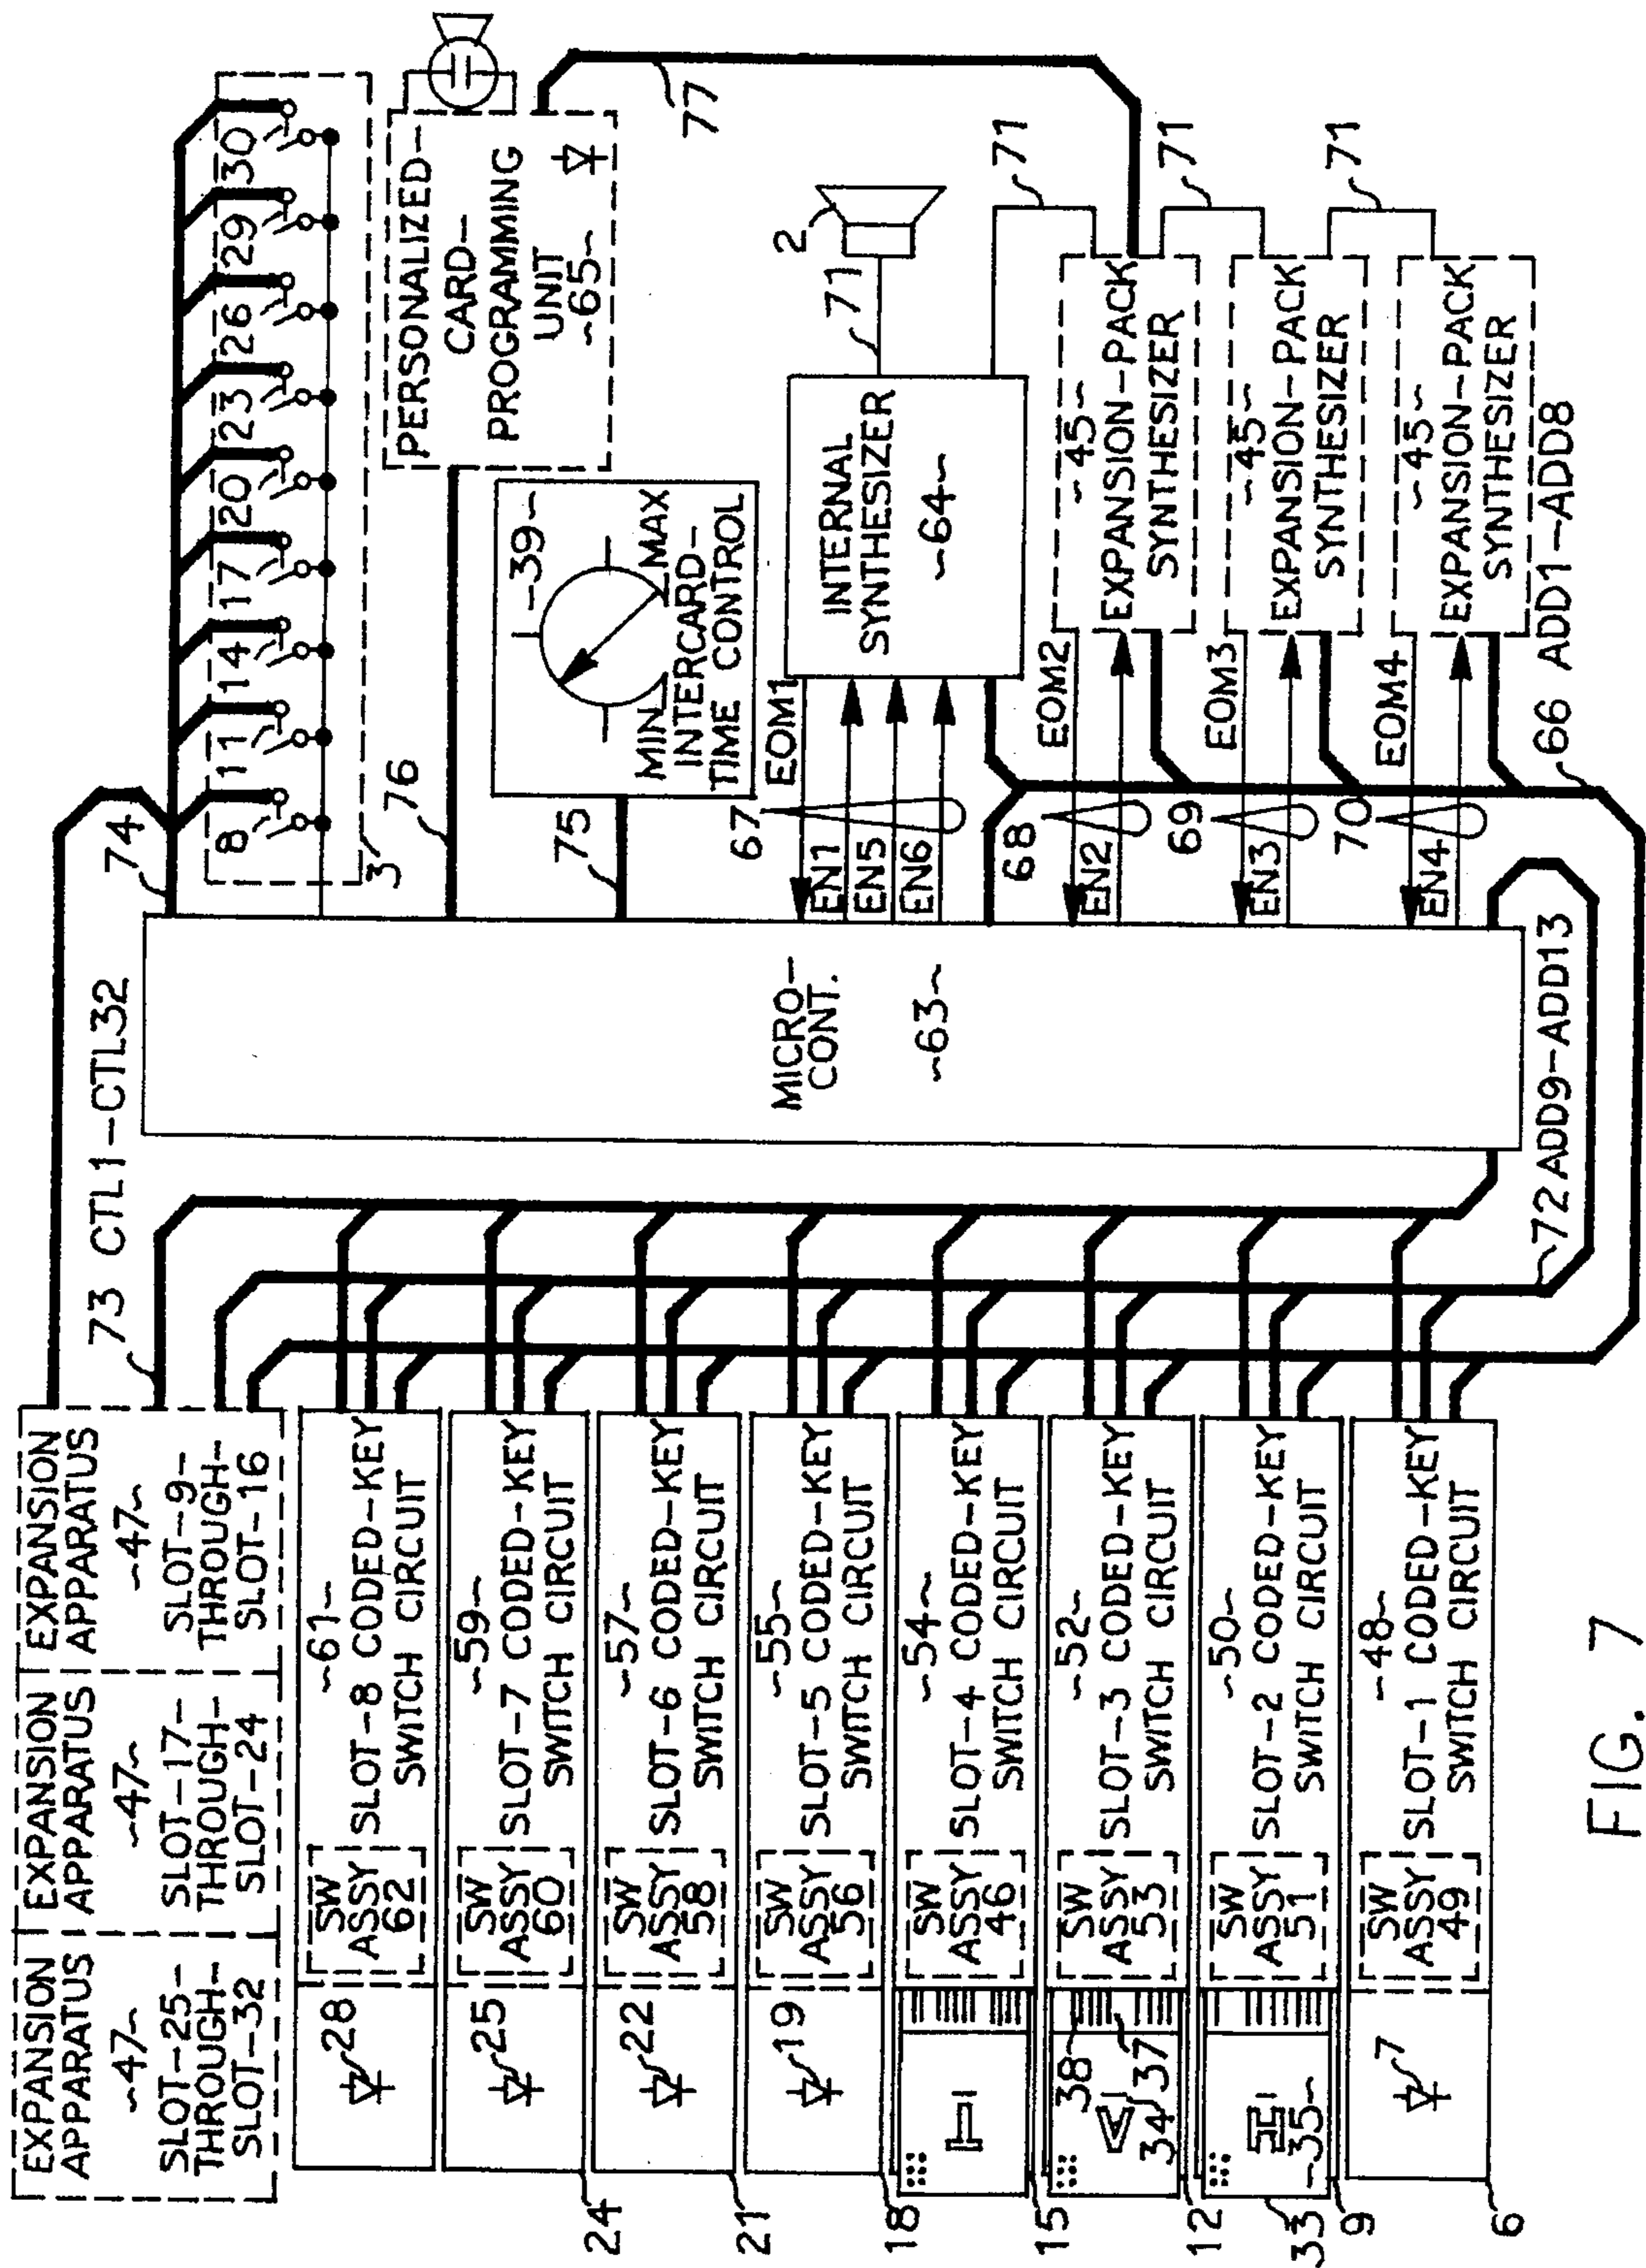 EXPANSION APPARATUS
~47~
SLOT-25-
THROUGH-
SLOT-32
EXPANSION APPARATUS
~47~
SLOT-17-
THROUGH-
SLOT-24
EXPANSION APPARATUS
~47~
SLOT-9-
THROUGH-
SLOT-16
73 CTL1-CTL32
74
28
SW
ASSY
62
~61~
SLOT-8 CODED-KEY
SWITCH CIRCUIT
24
25
SW
ASSY
60
~59~
SLOT-7 CODED-KEY
SWITCH CIRCUIT
21
22
SW
ASSY
58
~57~
SLOT-6 CODED-KEY
SWITCH CIRCUIT
18
19
SW
ASSY
56
~55~
SLOT-5 CODED-KEY
SWITCH CIRCUIT
15
T
SW
ASSY
46
~54~
SLOT-4 CODED-KEY
SWITCH CIRCUIT
12
38
A
34
37
SW
ASSY
53
~52~
SLOT-3 CODED-KEY
SWITCH CIRCUIT
33
9
H
~35~
SW
ASSY
51
~50~
SLOT-2 CODED-KEY
SWITCH CIRCUIT
6
7
SW
ASSY
49
~48~
SLOT-1 CODED-KEY
SWITCH CIRCUIT
72 ADD9-ADD13
MICRO-
CONT.
~63~
8
11
14
17
20
23
26
29
30
3
76
PERSONALIZED-
CARD-
PROGRAMMING
UNIT
~65~
77
75
~39~
MIN
MAX
INTERCARD-
TIME CONTROL
67
EOM1
EN1
EN5
EN6
INTERNAL
SYNTHESIZER
~64~
71
2
71
68
EOM2
EN2
~45~
EXPANSION-PACK
SYNTHESIZER
71
69
EOM3
EN3
~45~
EXPANSION-PACK
SYNTHESIZER
71
70
EOM4
EN4
~45~
EXPANSION-PACK
SYNTHESIZER
66 ADD1-ADD8
FIG. 7